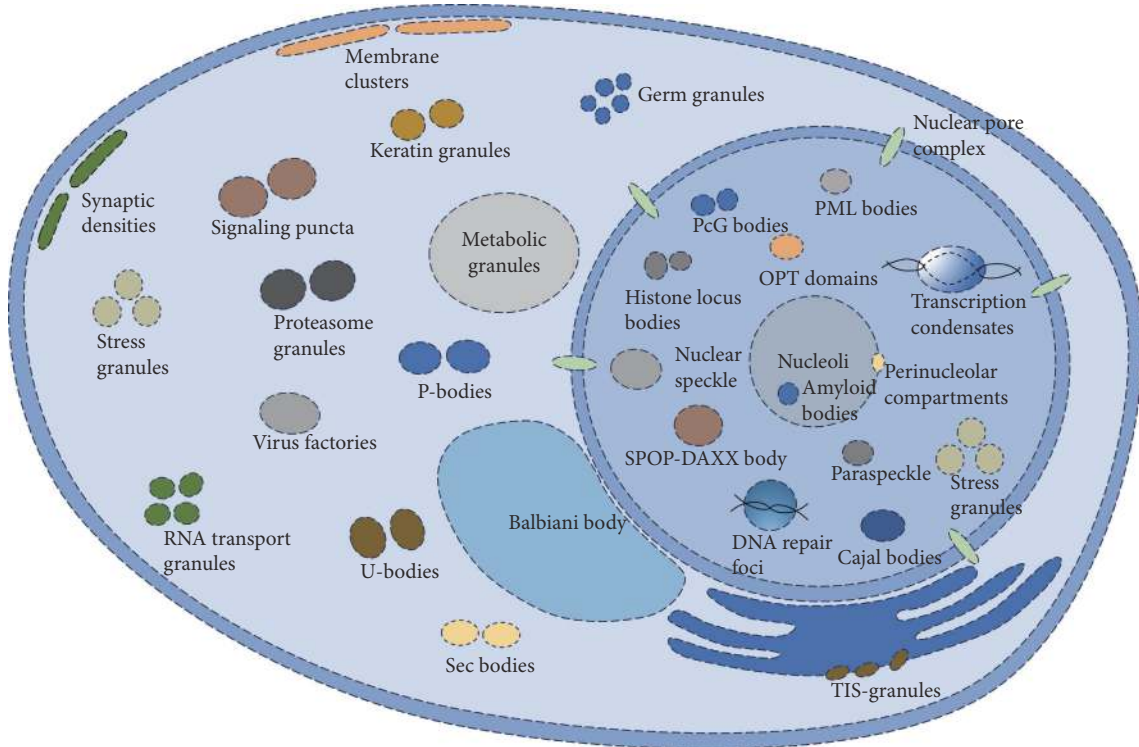 Membrane
clusters
Germ granules
Keratin granules
Nuclear pore
complex
Synaptic
densities
Signaling puncta
PcG bodies
PML bodies
Metabolic
granules
OPT domains
Histone locus
bodies
Transcription
condensates
Stress
granules
Proteasome
granules
P-bodies
Nuclear
speckle
Nucleoli
Amyloid
bodies
Perinucleolar
compartments
Virus factories
SPOP-DAXX body
Paraspeckle
Stress
granules
RNA transport
granules
U-bodies
Balbiani body
DNA repair
foci
Cajal bodies
Sec bodies
TIS-granules